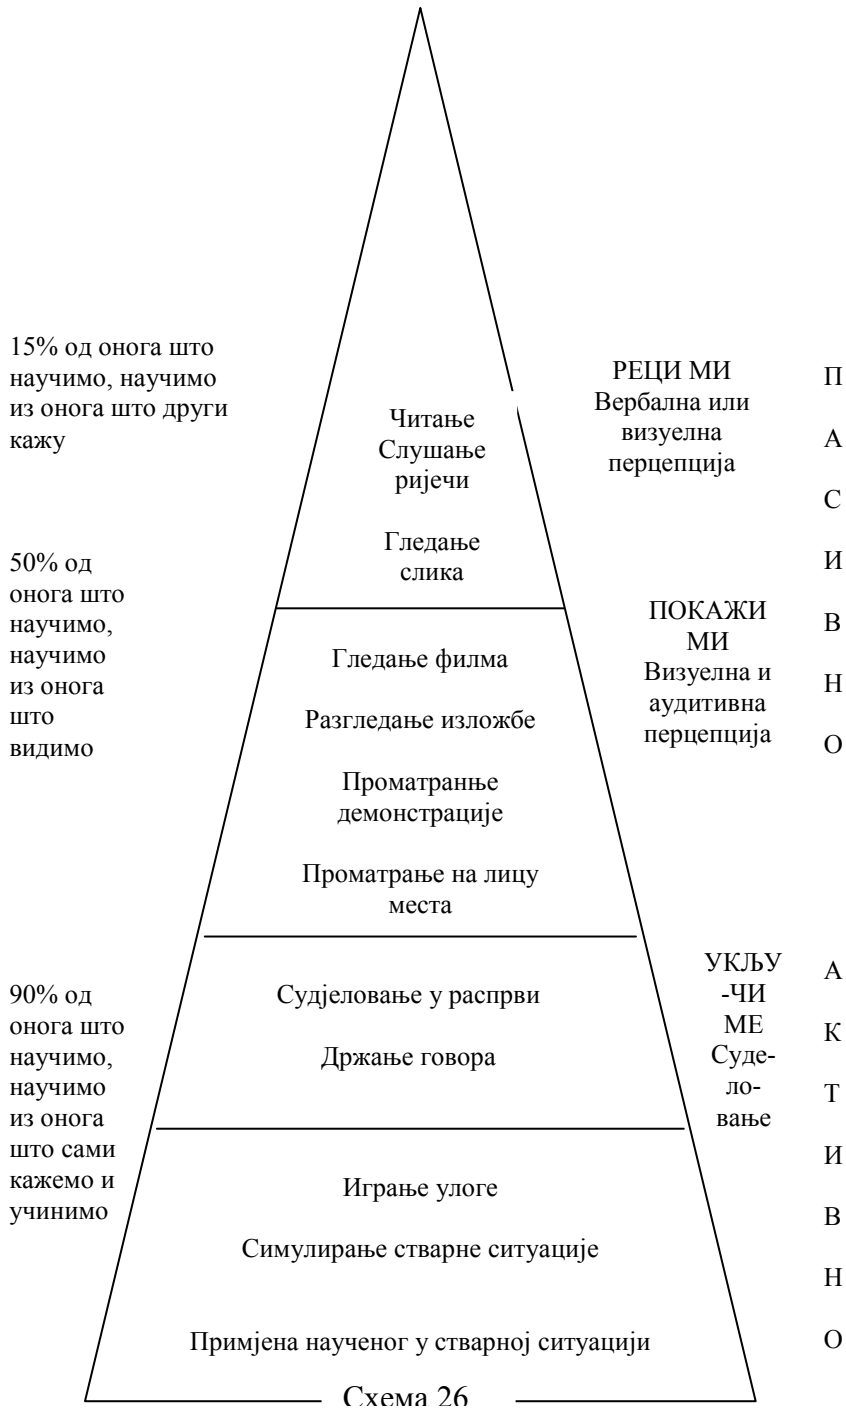 15% од онога што
научимо, научимо
из онога што други
кажу
Читање
Слушање
ријечи
Гледање
слика
РЕЦИ МИ
Вербална или
визуелна
перцепција
50% од
онога што
научимо,
научимо
из онога
што
видимо
Гледање филма
Разгледање изложбе
Проматранње
демонстрације
Проматрање на лицу
места
ПОКАЖИ
МИ
Визуелна и
аудитивна
перцепција
П
А
С
И
В
Н
О
90% од
онога што
научимо,
научимо
из онога
што сами
кажемо и
учинимо
Судјеловање у распрви
Држање говора
Играње улоге
Симулирање стварне ситуације
Примјена наученог у стварној ситуацији
УКЉУ
-ЧИ
МЕ
Суде-
ло-
вање
А
К
Т
И
В
Н
О
Схема 26